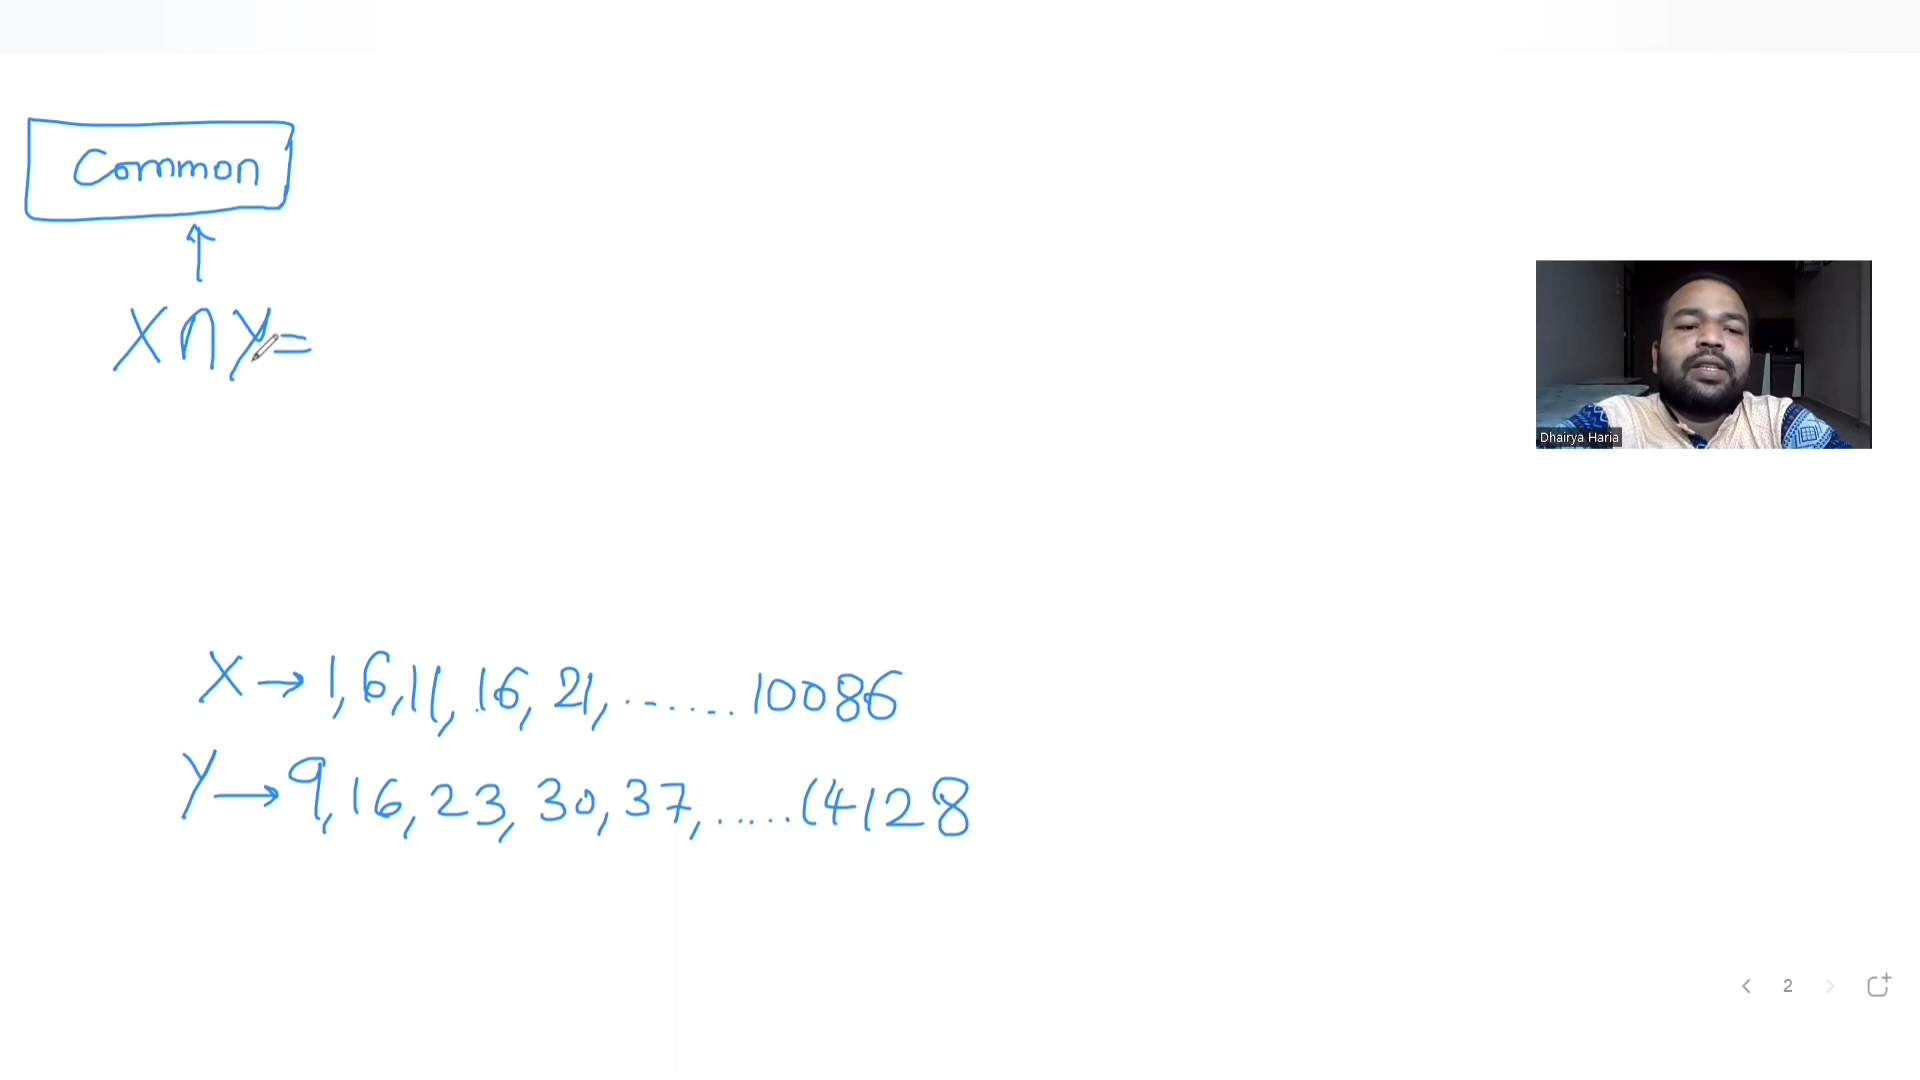 Common
X∩Y=
Dhairya Haria
X→1,6,11,16,21,.......10086
Y→9,16,23,30,37,.....14128
2